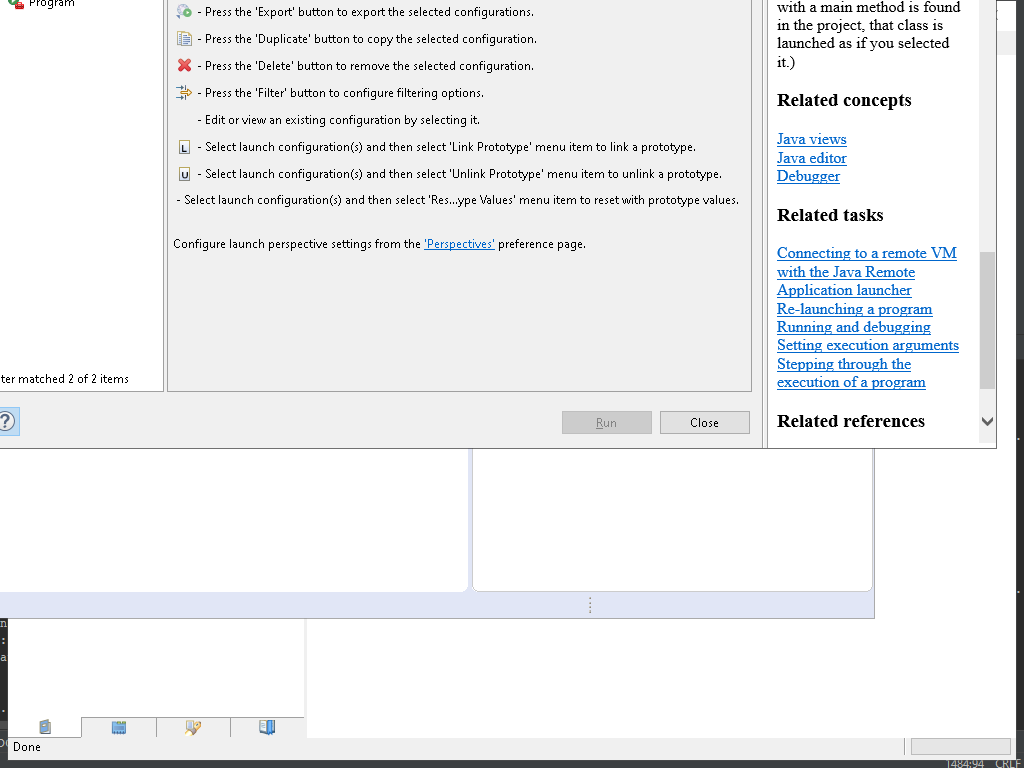 Program
- Press the 'Export' button to export the selected configurations.
- Press the 'Duplicate' button to copy the selected configuration.
- Press the 'Delete' button to remove the selected configuration.
- Press the 'Filter' button to configure filtering options.
- Edit or view an existing configuration by selecting it.
L - Select launch configuration(s) and then select 'Link Prototype' menu item to link a prototype.
U - Select launch configuration(s) and then select 'Unlink Prototype' menu item to unlink a prototype.
- Select launch configuration(s) and then select 'Res...ype Values' menu item to reset with prototype values.
Configure launch perspective settings from the 'Perspectives' preference page.
ter matched 2 of 2 items
?
Run
Close
with a main method is found
in the project, that class is
launched as if you selected
it.)
Related concepts
Java views
Java editor
Debugger
Related tasks
Connecting to a remote VM
with the Java Remote
Application launcher
Re-launching a program
Running and debugging
Setting execution arguments
Stepping through the
execution of a program
Related references
n
:
a
Done
1484:94 CRLF